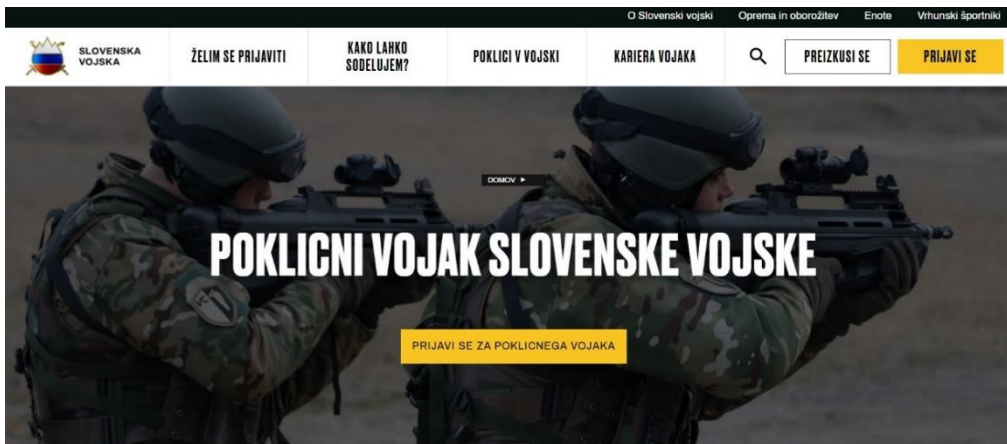 O Slovenski vojski Oprema in oborožitev Enote Vrhunski športniki
SLOVENSKA
VOJSKA
ŽELIM SE PRIJAVITI
KAKO LAHKO
SODELUJEM?
POKLICI V VOJSKI
KARIERA VOJAKA
PREIZKUSI SE
PRIJAVI SE
DOMOV
POKLICNI VOJAK SLOVENSKE VOJSKE
PRIJAVI SE ZA POKLICNEGA VOJAKA